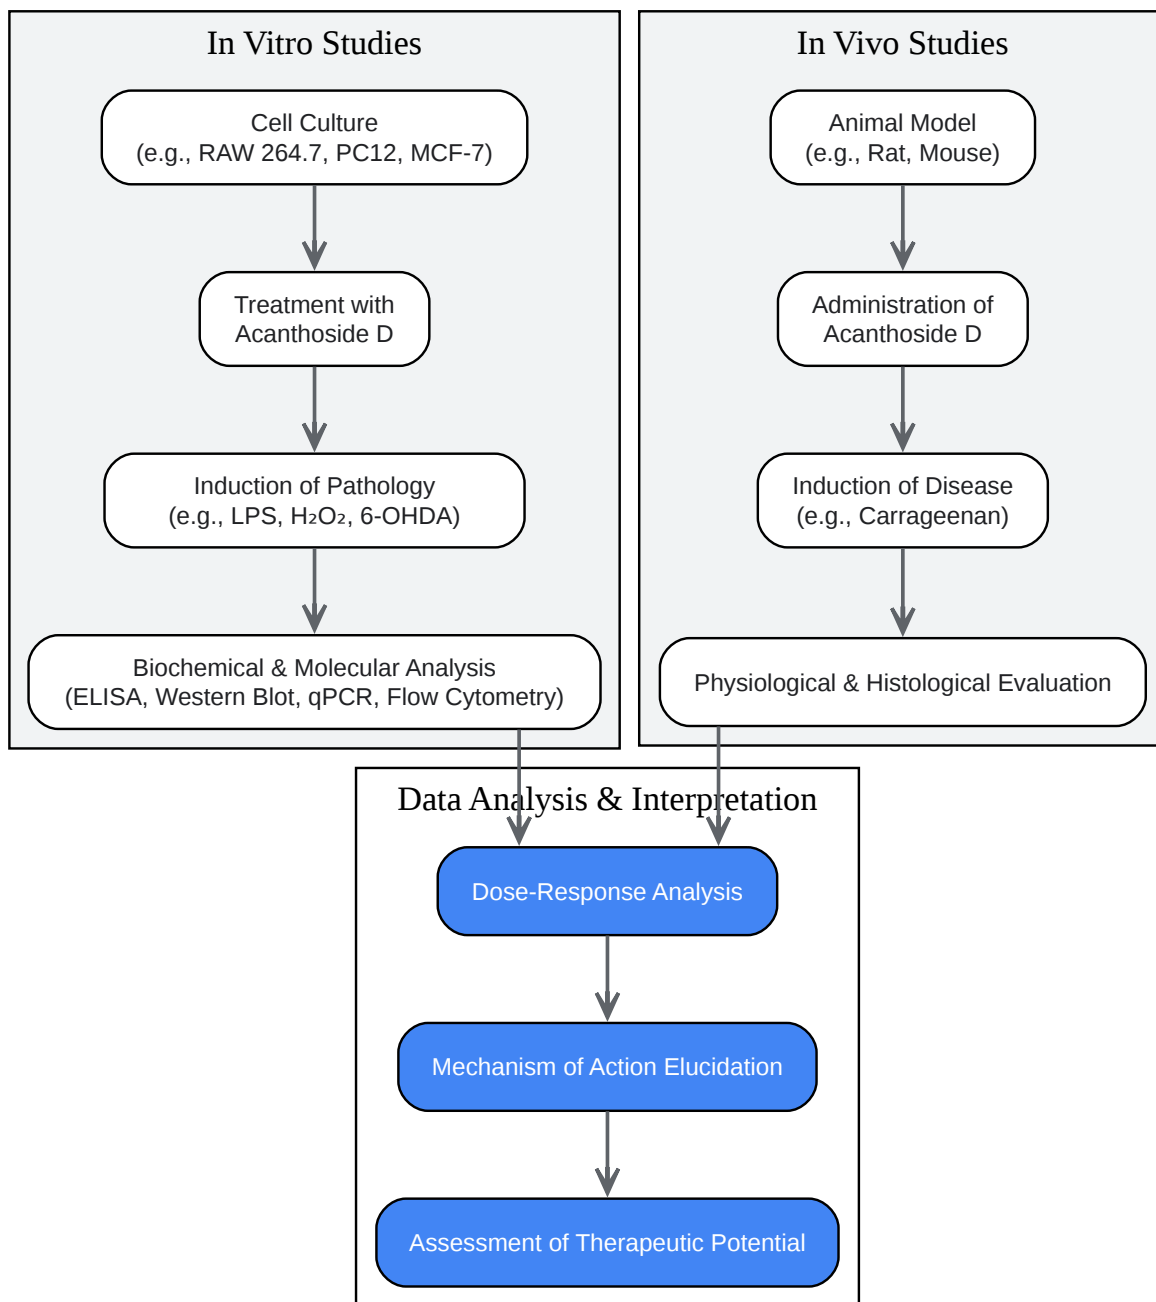 In Vitro Studies
Cell Culture
(e.g., RAW 264.7, PC12, MCF-7)
Treatment with
Acanthoside D
Induction of Pathology
(e.g., LPS, H₂O₂, 6-OHDA)
Biochemical & Molecular Analysis
(ELISA, Western Blot, qPCR, Flow Cytometry)
In Vivo Studies
Animal Model
(e.g., Rat, Mouse)
Administration of
Acanthoside D
Induction of Disease
(e.g., Carrageenan)
Physiological & Histological Evaluation
Data Analysis & Interpretation
Dose-Response Analysis
Mechanism of Action Elucidation
Assessment of Therapeutic Potential